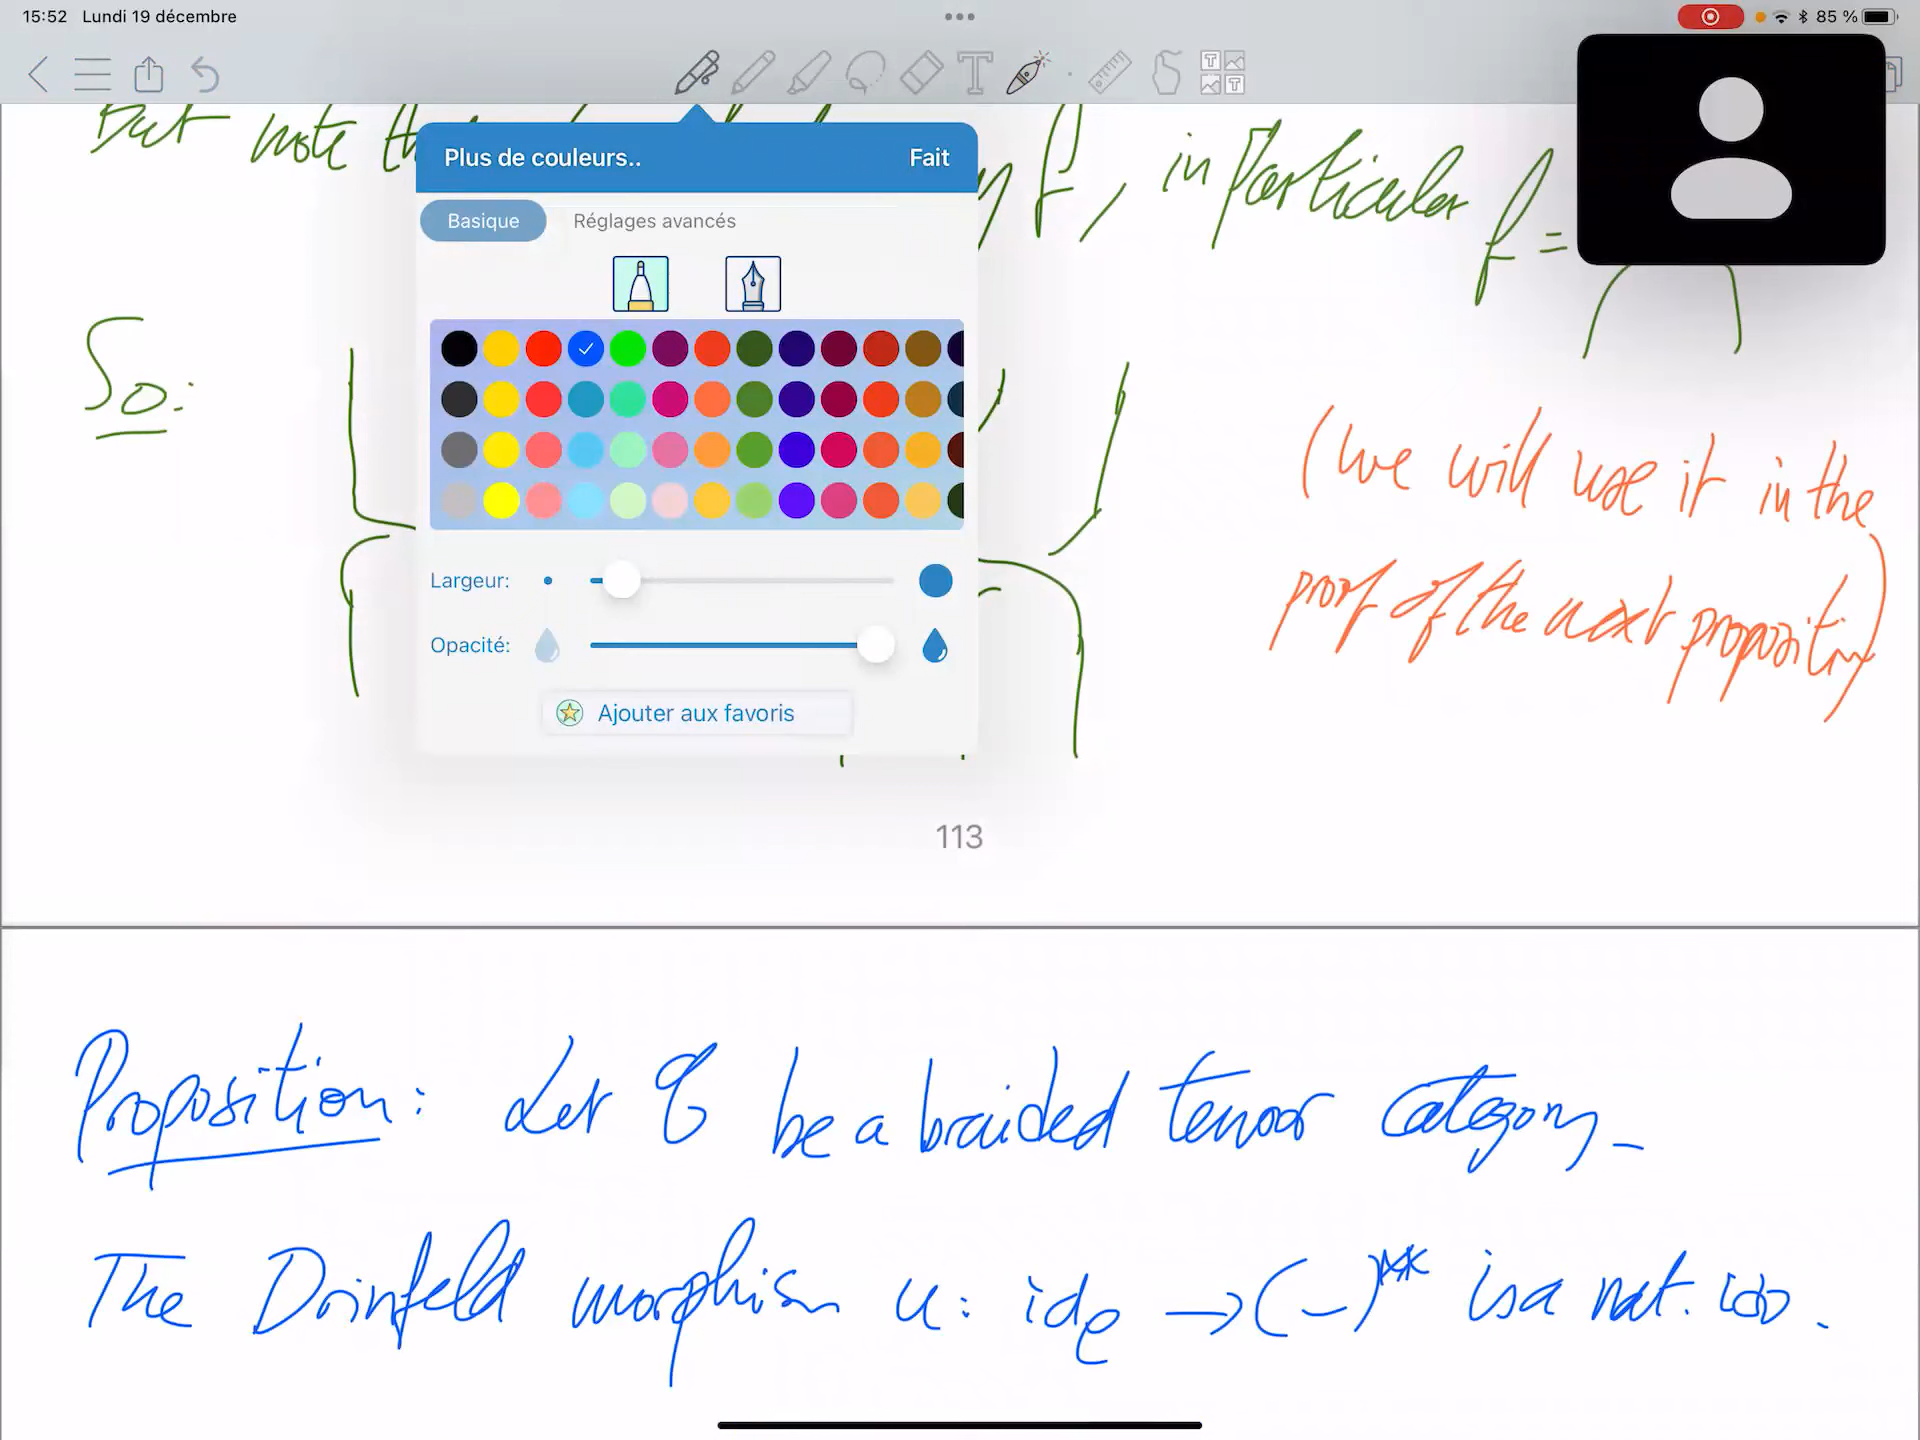 15:52 Lundi 19 décembre
85 %
But note
f, in particular f =
Plus de couleurs..
Fait
Basique
Réglages avancés
So:
(we will use it in the
proof of the next proposition)
Largeur:
Opacité:
Ajouter aux favoris
113
Proposition: Let C be a braided tensor category.
The Drinfeld morphism u: id_C → (-)** is a nat. iso.